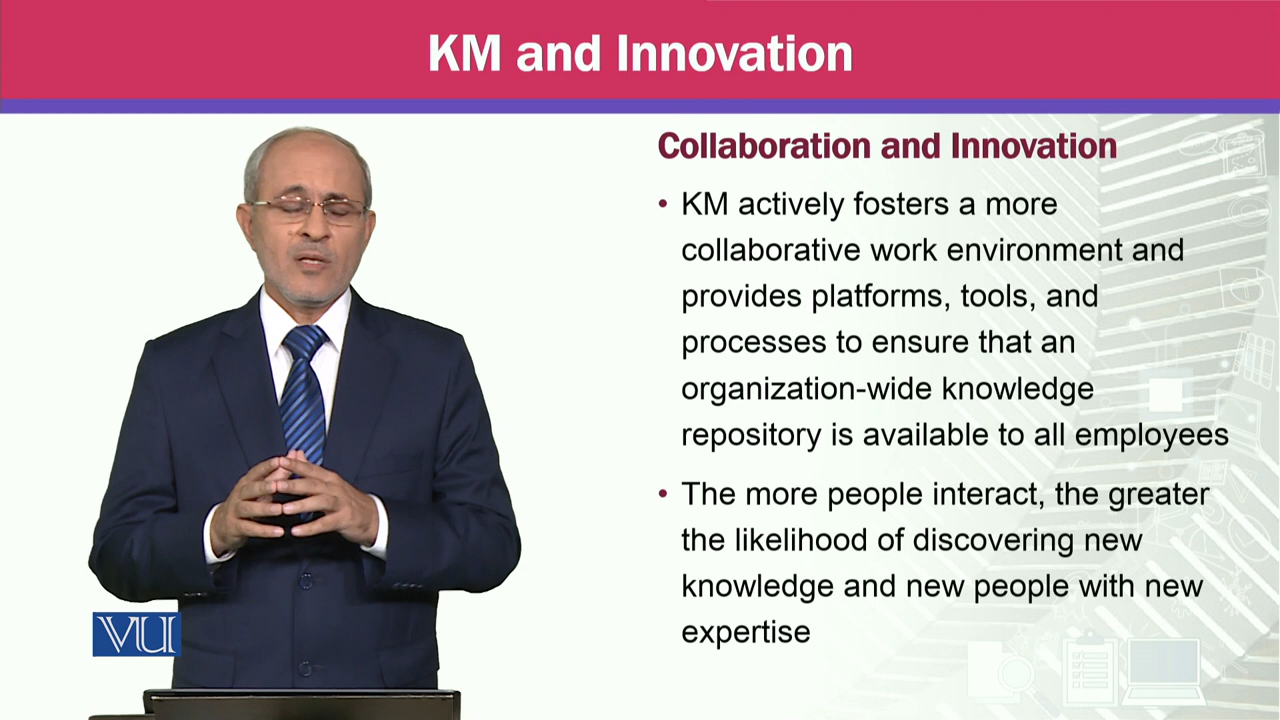 KM and Innovation
Collaboration and Innovation
• KM actively fosters a more
collaborative work environment and
provides platforms, tools, and
processes to ensure that an
organization-wide knowledge
repository is available to all employees
• The more people interact, the greater
the likelihood of discovering new
knowledge and new people with new
expertise
VU